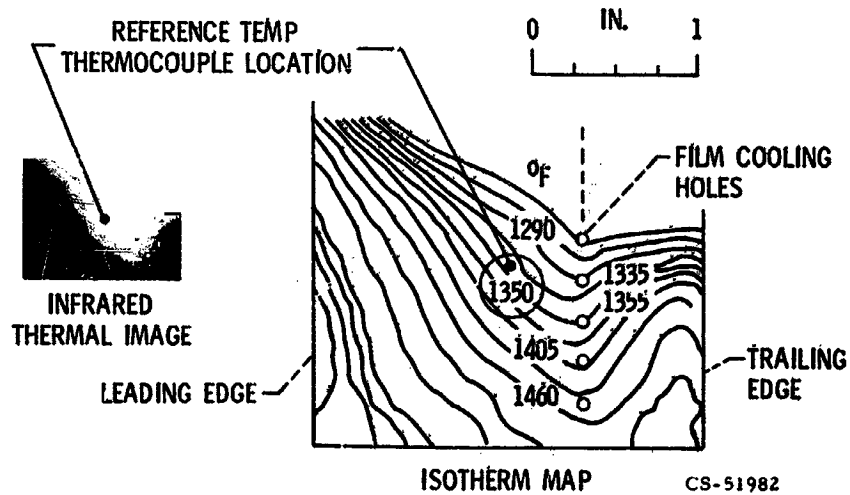 REFERENCE TEMP
THERMOCOUPLE LOCATION
0 IN. 1
°F
FILM COOLING
HOLES
1290
1335
1350
1355
1405
1460
INFRARED
THERMAL IMAGE
LEADING EDGE
TRAILING
EDGE
ISOTHERM MAP
CS-51982